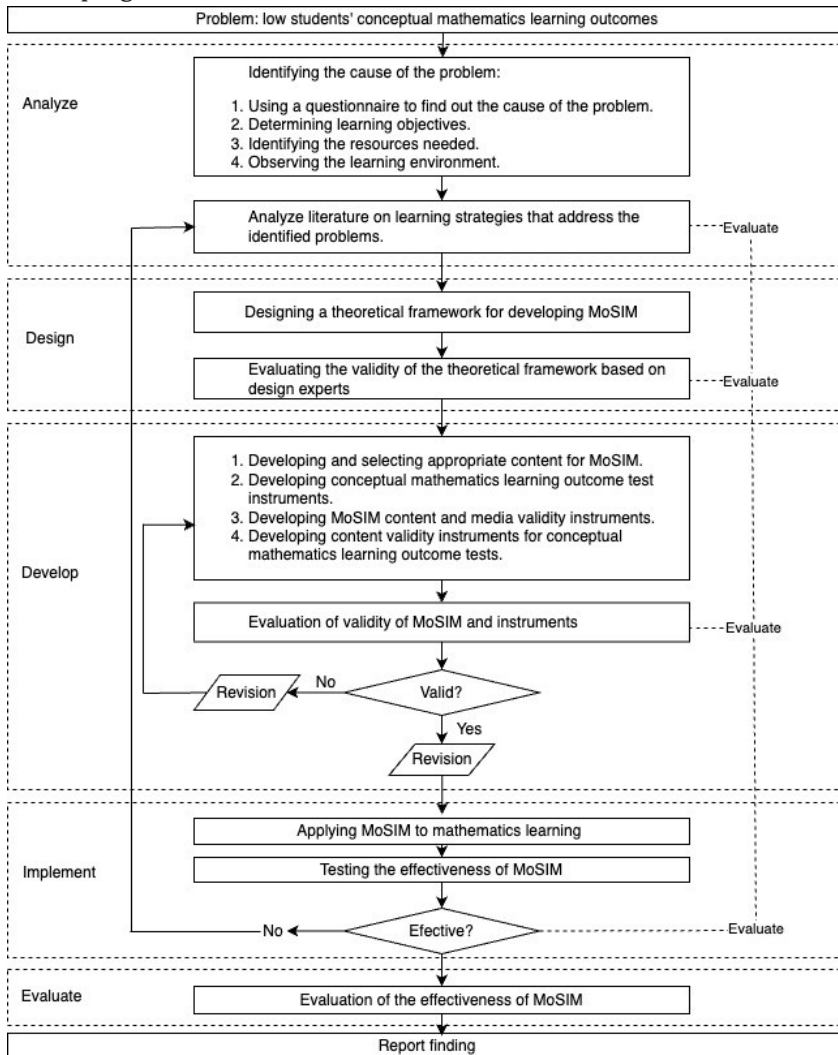 Problem: low students' conceptual mathematics learning outcomes
Analyze
Identifying the cause of the problem:
1. Using a questionnaire to find out the cause of the problem.
2. Determining learning objectives.
3. Identifying the resources needed.
4. Observing the learning environment.
Analyze literature on learning strategies that address the
identified problems.
Evaluate
Design
Designing a theoretical framework for developing MoSIM
Evaluating the validity of the theoretical framework based on
design experts
Evaluate
Develop
1. Developing and selecting appropriate content for MoSIM.
2. Developing conceptual mathematics learning outcome test
instruments.
3. Developing MoSIM content and media validity instruments.
4. Developing content validity instruments for conceptual
mathematics learning outcome tests.
Evaluation of validity of MoSIM and instruments
Evaluate
Revision
No
Valid?
Yes
Revision
Implement
Applying MoSIM to mathematics learning
Testing the effectiveness of MoSIM
No
Efective?
Evaluate
Evaluate
Evaluation of the effectiveness of MoSIM
Report finding